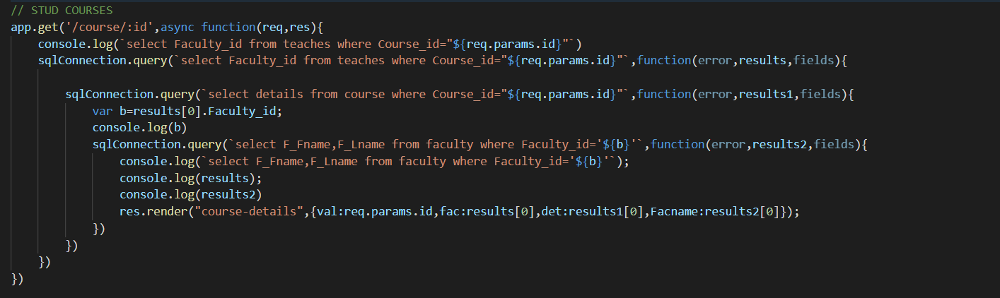 // STUD COURSES
app.get('/course/:id',async function(req,res){
    console.log(`select Faculty_id from teaches where Course_id="${req.params.id}"`)
    sqlConnection.query(`select Faculty_id from teaches where Course_id="${req.params.id}"`,function(error,results,fields){

        sqlConnection.query(`select details from course where Course_id="${req.params.id}"`,function(error,results1,fields){
            var b=results[0].Faculty_id;
            console.log(b)
            sqlConnection.query(`select F_Fname,F_Lname from faculty where Faculty_id='${b}'`,function(error,results2,fields){
                console.log(`select F_Fname,F_Lname from faculty where Faculty_id='${b}'`);
                console.log(results);
                console.log(results2)
                res.render("course-details",{val:req.params.id,fac:results[0],det:results1[0],Facname:results2[0]});
            })
        })
    })
})